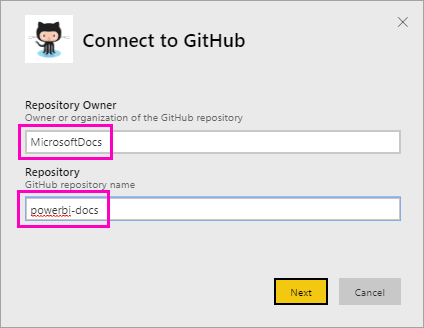 Connect to GitHub
Repository Owner
Owner or organization of the GitHub repository
MicrosoftDocs
Repository
GitHub repository name
powerbi-docs
Next
Cancel